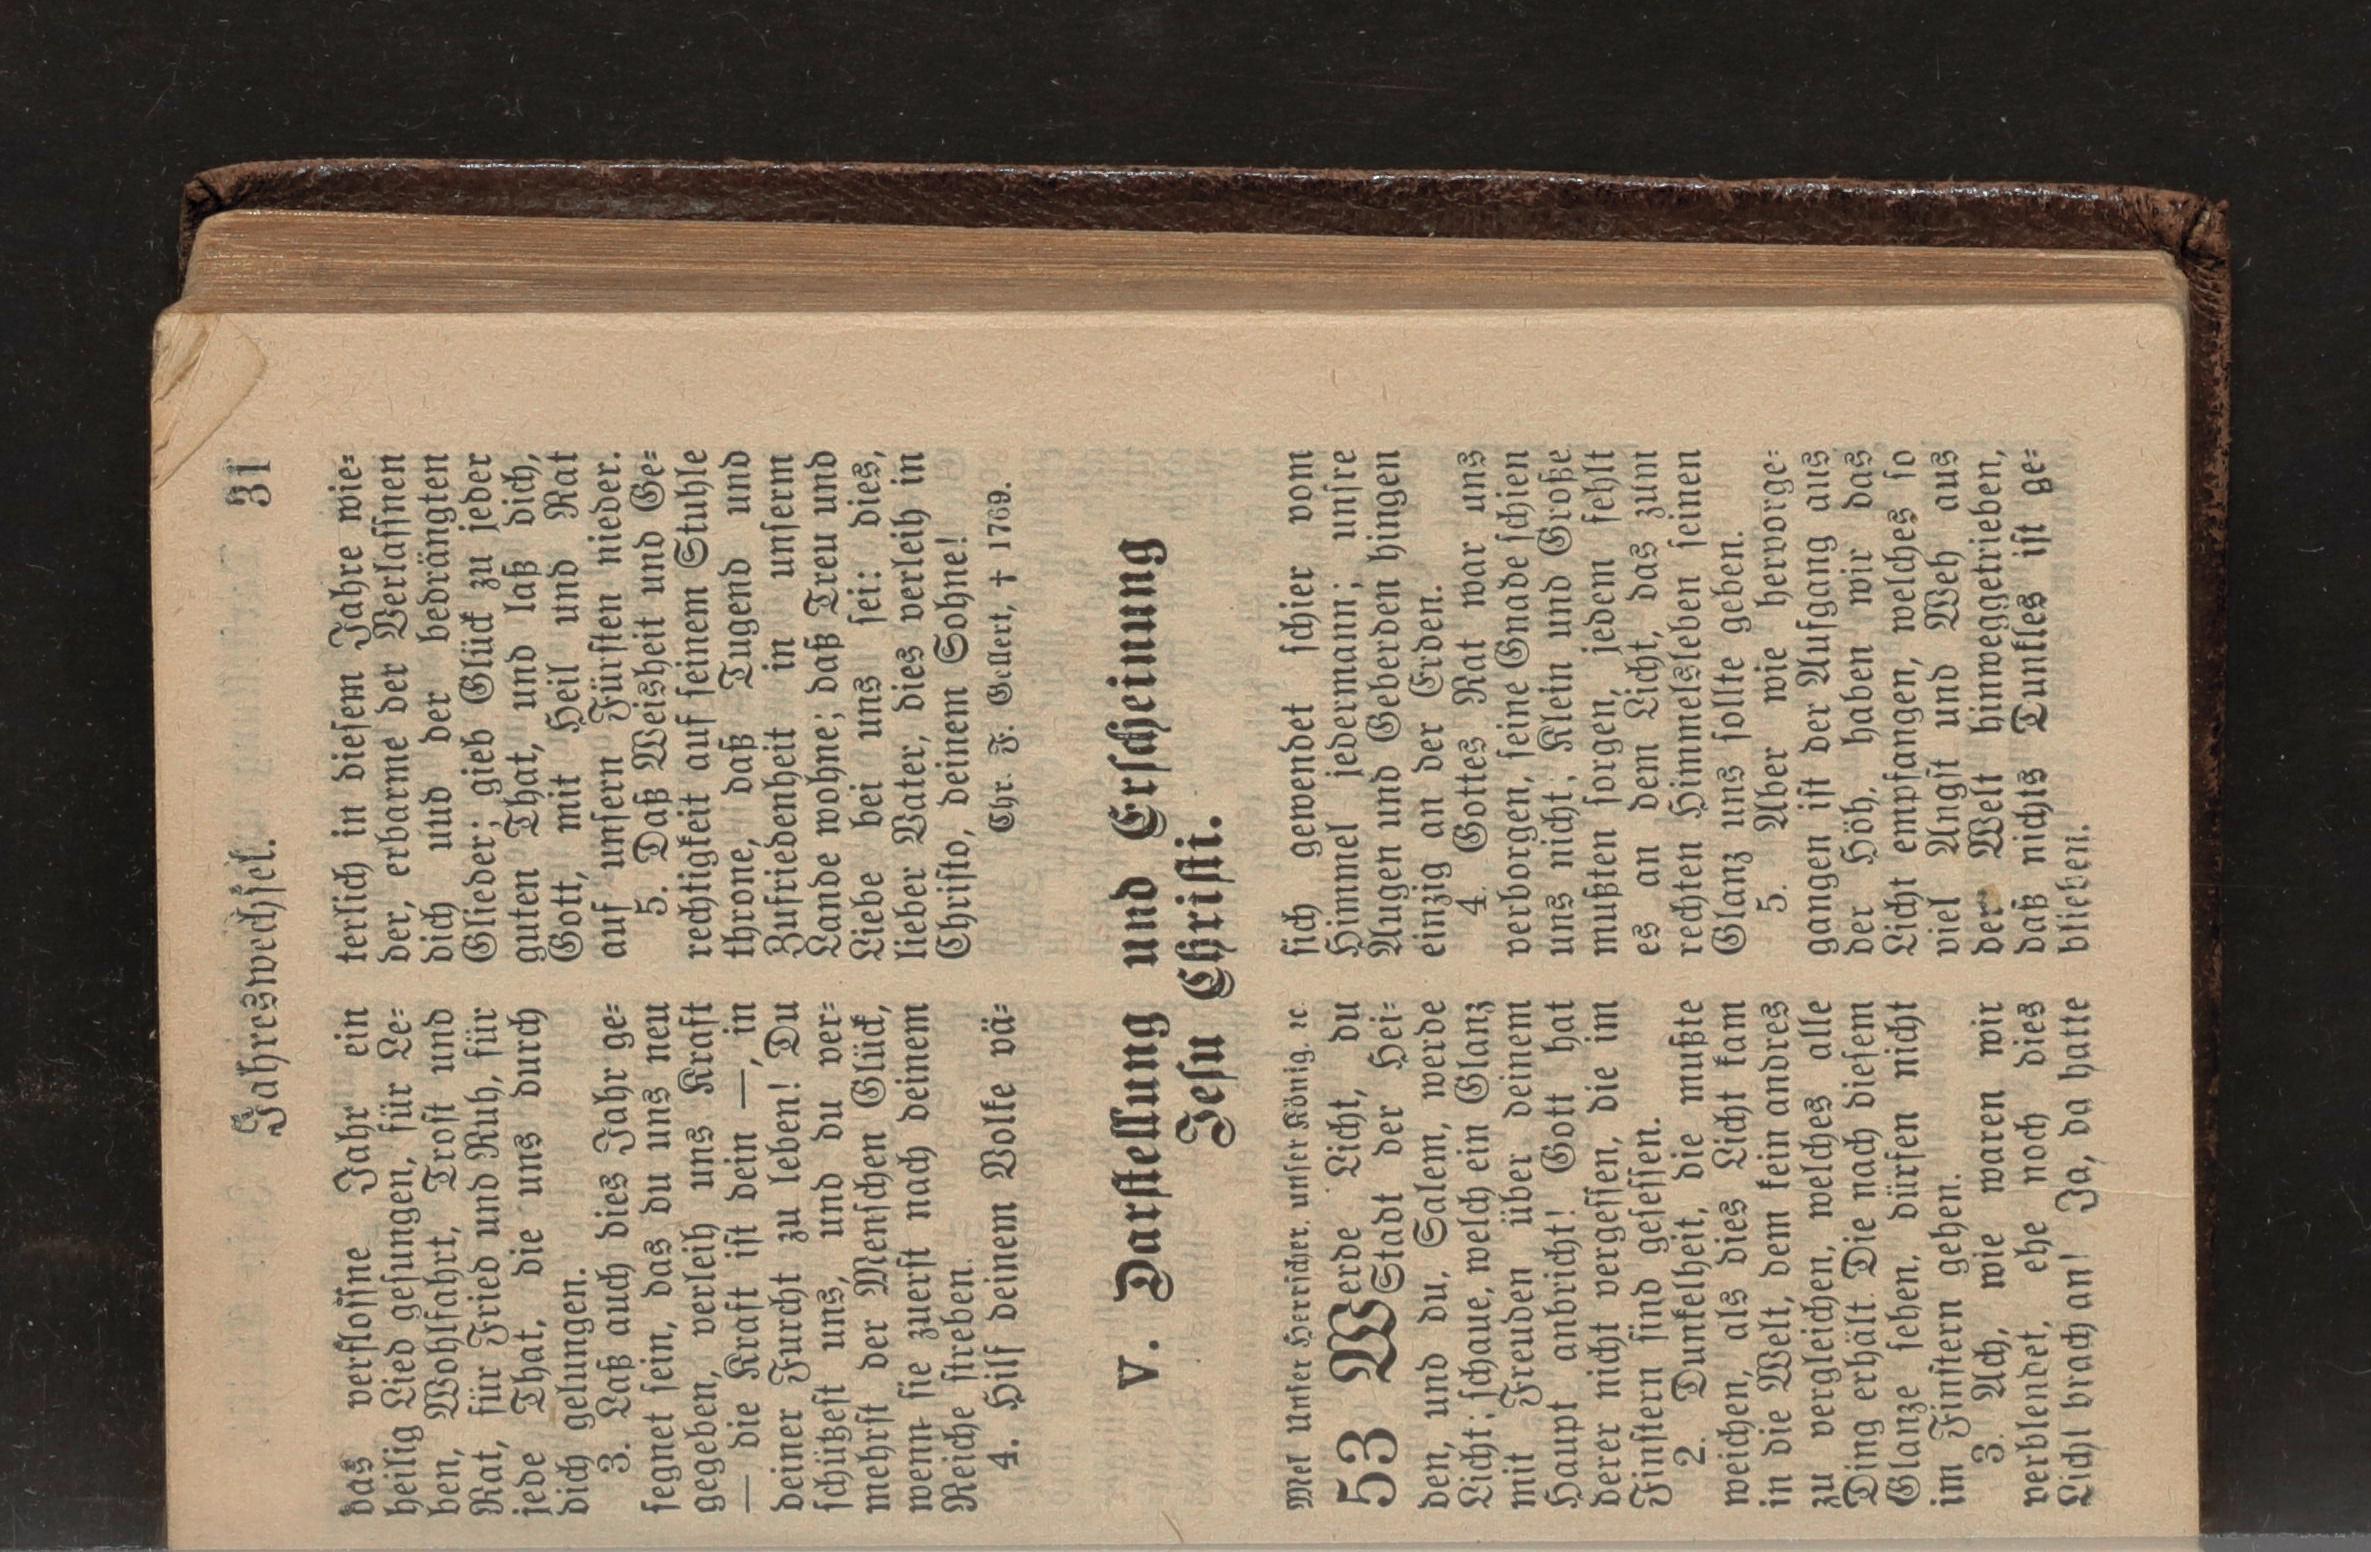 Jahreswechsel. 31
das verflossne Jahr ein
heilig Lied gesungen, für Le-
ben, Wohlfahrt, Trost und
Rat, für Fried und Ruh, für
jede That, die uns durch
dich gelungen.
3. Laß auch dies Jahr ge-
segnet sein, das du uns neu
gegeben, verleih uns Kraft
— die Kraft ist dein —, in
deiner Furcht zu leben! Du
schützest uns, und du ver-
mehrst der Menschen Glück,
wenn sie zuerst nach deinem
Reiche streben.
4. Hilf deinem Volke vä-
terlich in diesem Jahre wie-
der, erbarme der Verlassnen
dich und der bedrängten
Glieder; gieb Glück zu jeder
guten That, und laß dich,
Gott, mit Heil und Rat
auf unsern Fürsten nieder.
5. Daß Weisheit und Ge-
rechtigkeit auf seinem Stuhle
throne, daß Tugend und
Zufriedenheit in unserm
Lande wohne; daß Treu und
Liebe bei uns sei: dies,
lieber Vater, dies verleih in
Christo, deinem Sohne!
Chr. F. Gellert, † 1769.
V. Darstellung und Erscheinung
Jesu Christi.
Mel Unser Herrscher, unser König. ꝛc.
53 Werde Licht, du
Stadt der Hei-
den, und du, Salem, werde
Licht; schaue, welch ein Glanz
mit Freuden über deinem
Haupt anbricht! Gott hat
derer nicht vergessen, die im
Finstern sind gesessen.
2. Dunkelheit, die mußte
weichen, als dies Licht kam
in die Welt, dem kein andres
zu vergleichen, welches alle
Ding erhält. Die nach diesem
Glanze sehen, dürfen nicht
im Finstern gehen.
3. Ach, wie waren wir
verblendet, ehe noch dies
Licht brach an! Ja, da hatte
sich gewendet schier vom
Himmel jedermann; unsre
Augen und Geberden hingen
einzig an der Erden.
4. Gottes Rat war uns
verborgen, seine Gnade schien
uns nicht; Klein und Große
mußten sorgen, jedem fehlt
es an dem Licht, das zum
rechten Himmelsleben seinen
Glanz uns sollte geben.
5. Aber wie hervorge-
gangen ist der Aufgang aus
der Höh, haben wir das
Licht empfangen, welches so
viel Angst und Weh aus
der Welt hinweggetrieben,
daß nichts Dunkles ist ge-
blieben.